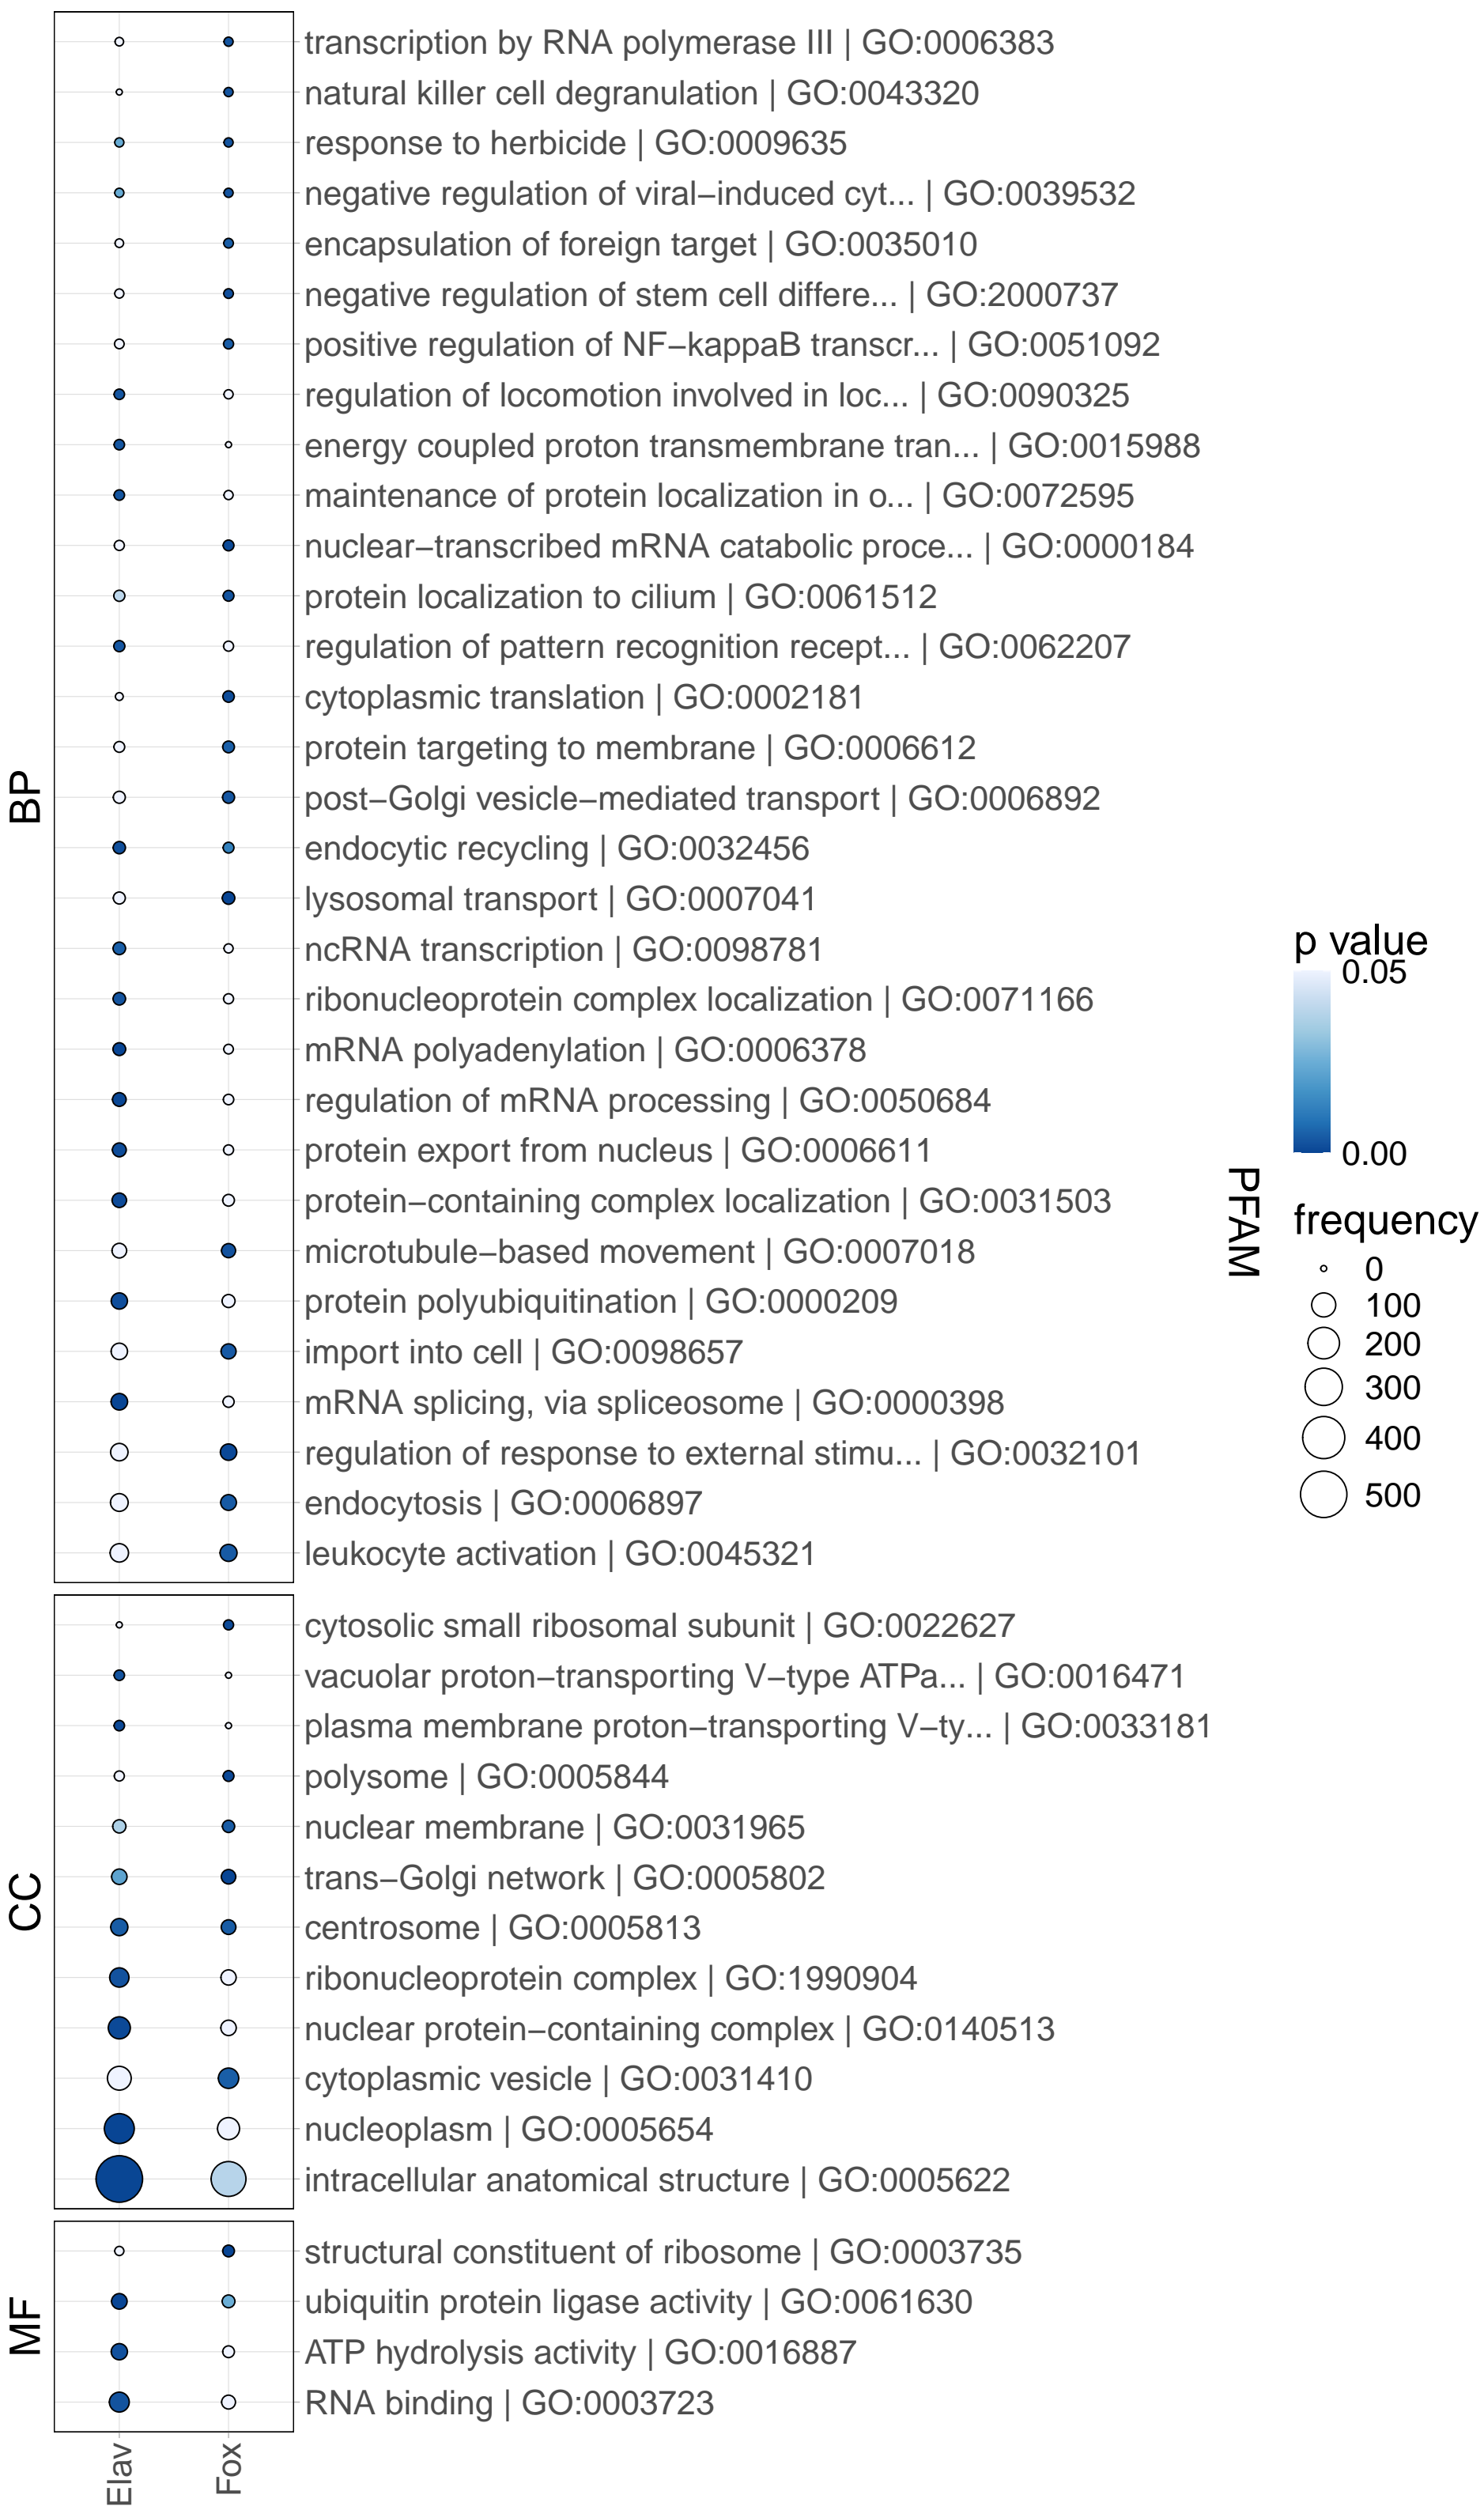 BP
transcription by RNA polymerase III | GO:0006383
natural killer cell degranulation | GO:0043320
response to herbicide | GO:0009635
negative regulation of viral−induced cyt... | GO:0039532
encapsulation of foreign target | GO:0035010
negative regulation of stem cell differe... | GO:2000737
positive regulation of NF−kappaB transcr... | GO:0051092
regulation of locomotion involved in loc... | GO:0090325
energy coupled proton transmembrane tran... | GO:0015988
maintenance of protein localization in o... | GO:0072595
nuclear−transcribed mRNA catabolic proce... | GO:0000184
protein localization to cilium | GO:0061512
regulation of pattern recognition recept... | GO:0062207
cytoplasmic translation | GO:0002181
protein targeting to membrane | GO:0006612
post−Golgi vesicle−mediated transport | GO:0006892
endocytic recycling | GO:0032456
lysosomal transport | GO:0007041
ncRNA transcription | GO:0098781
ribonucleoprotein complex localization | GO:0071166
mRNA polyadenylation | GO:0006378
regulation of mRNA processing | GO:0050684
protein export from nucleus | GO:0006611
protein−containing complex localization | GO:0031503
microtubule−based movement | GO:0007018
protein polyubiquitination | GO:0000209
import into cell | GO:0098657
mRNA splicing, via spliceosome | GO:0000398
regulation of response to external stimu... | GO:0032101
endocytosis | GO:0006897
leukocyte activation | GO:0045321
CC
cytosolic small ribosomal subunit | GO:0022627
vacuolar proton−transporting V−type ATPa... | GO:0016471
plasma membrane proton−transporting V−ty... | GO:0033181
polysome | GO:0005844
nuclear membrane | GO:0031965
trans−Golgi network | GO:0005802
centrosome | GO:0005813
ribonucleoprotein complex | GO:1990904
nuclear protein−containing complex | GO:0140513
cytoplasmic vesicle | GO:0031410
nucleoplasm | GO:0005654
intracellular anatomical structure | GO:0005622
MF
structural constituent of ribosome | GO:0003735
ubiquitin protein ligase activity | GO:0061630
ATP hydrolysis activity | GO:0016887
RNA binding | GO:0003723
Elav
Fox
PFAM
p value
0.05
0.00
frequency
0
100
200
300
400
500